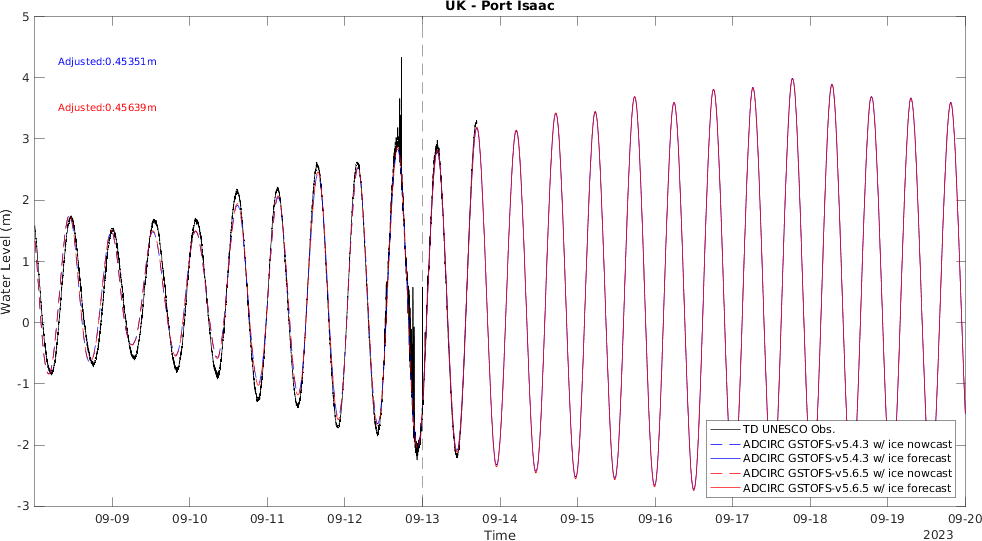 UK - Port Isaac
Adjusted:0.45351m
Adjusted:0.45639m
Water Level (m)
5
4
3
2
1
0
-1
-2
-3
TD UNESCO Obs.
ADCIRC GSTOFS-v5.4.3 w/ ice nowcast
ADCIRC GSTOFS-v5.4.3 w/ ice forecast
ADCIRC GSTOFS-v5.6.5 w/ ice nowcast
ADCIRC GSTOFS-v5.6.5 w/ ice forecast
09-09 09-10 09-11 09-12 09-13 09-14 09-15 09-16 09-17 09-18 09-19 09-20
Time
2023